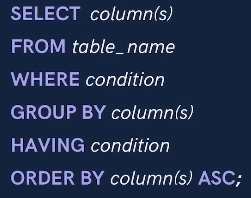 SELECT column(s)
FROM table_name
WHERE condition
GROUP BY column(s)
HAVING condition
ORDER BY column(s) ASC;